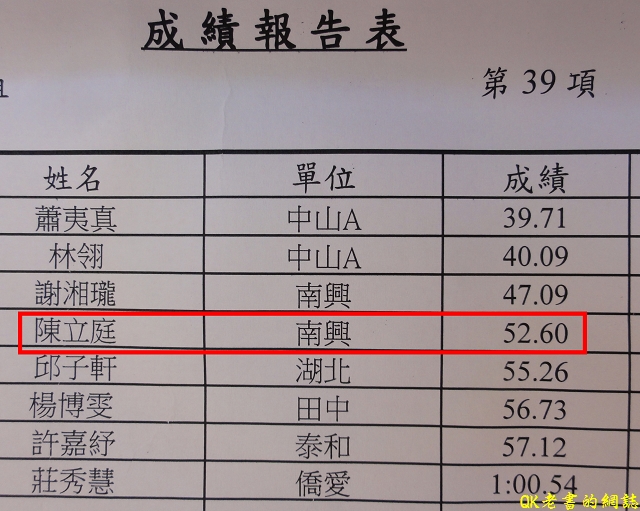 成績報告表
第 39 項
姓名 單位 成績
蕭夷真 中山A 39.71
林翎 中山A 40.09
謝湘瓏 南興 47.09
陳立庭 南興 52.60
邱子軒 湖北 55.26
楊博雯 田中 56.73
許嘉紓 泰和 57.12
莊秀慧 僑愛 1:00.54
QK老書的網誌